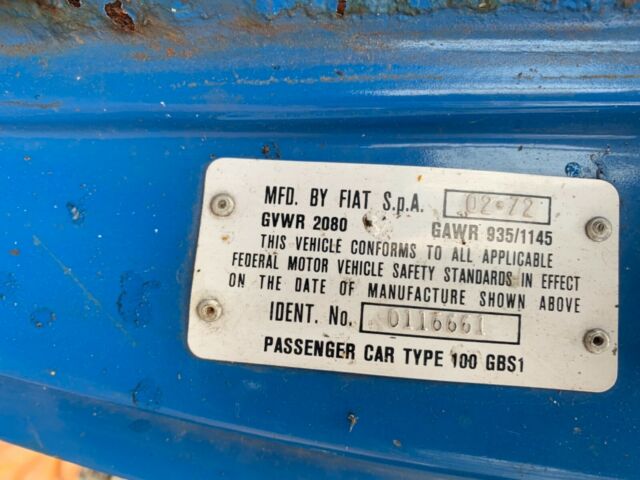 MFD. BY FIAT S.p.A. 02-72
GVWR 2080 GAWR 935/1145
THIS VEHICLE CONFORMS TO ALL APPLICABLE
FEDERAL MOTOR VEHICLE SAFETY STANDARDS IN EFFECT
ON THE DATE OF MANUFACTURE SHOWN ABOVE
IDENT. No. 0116661
PASSENGER CAR TYPE 100 GBS1